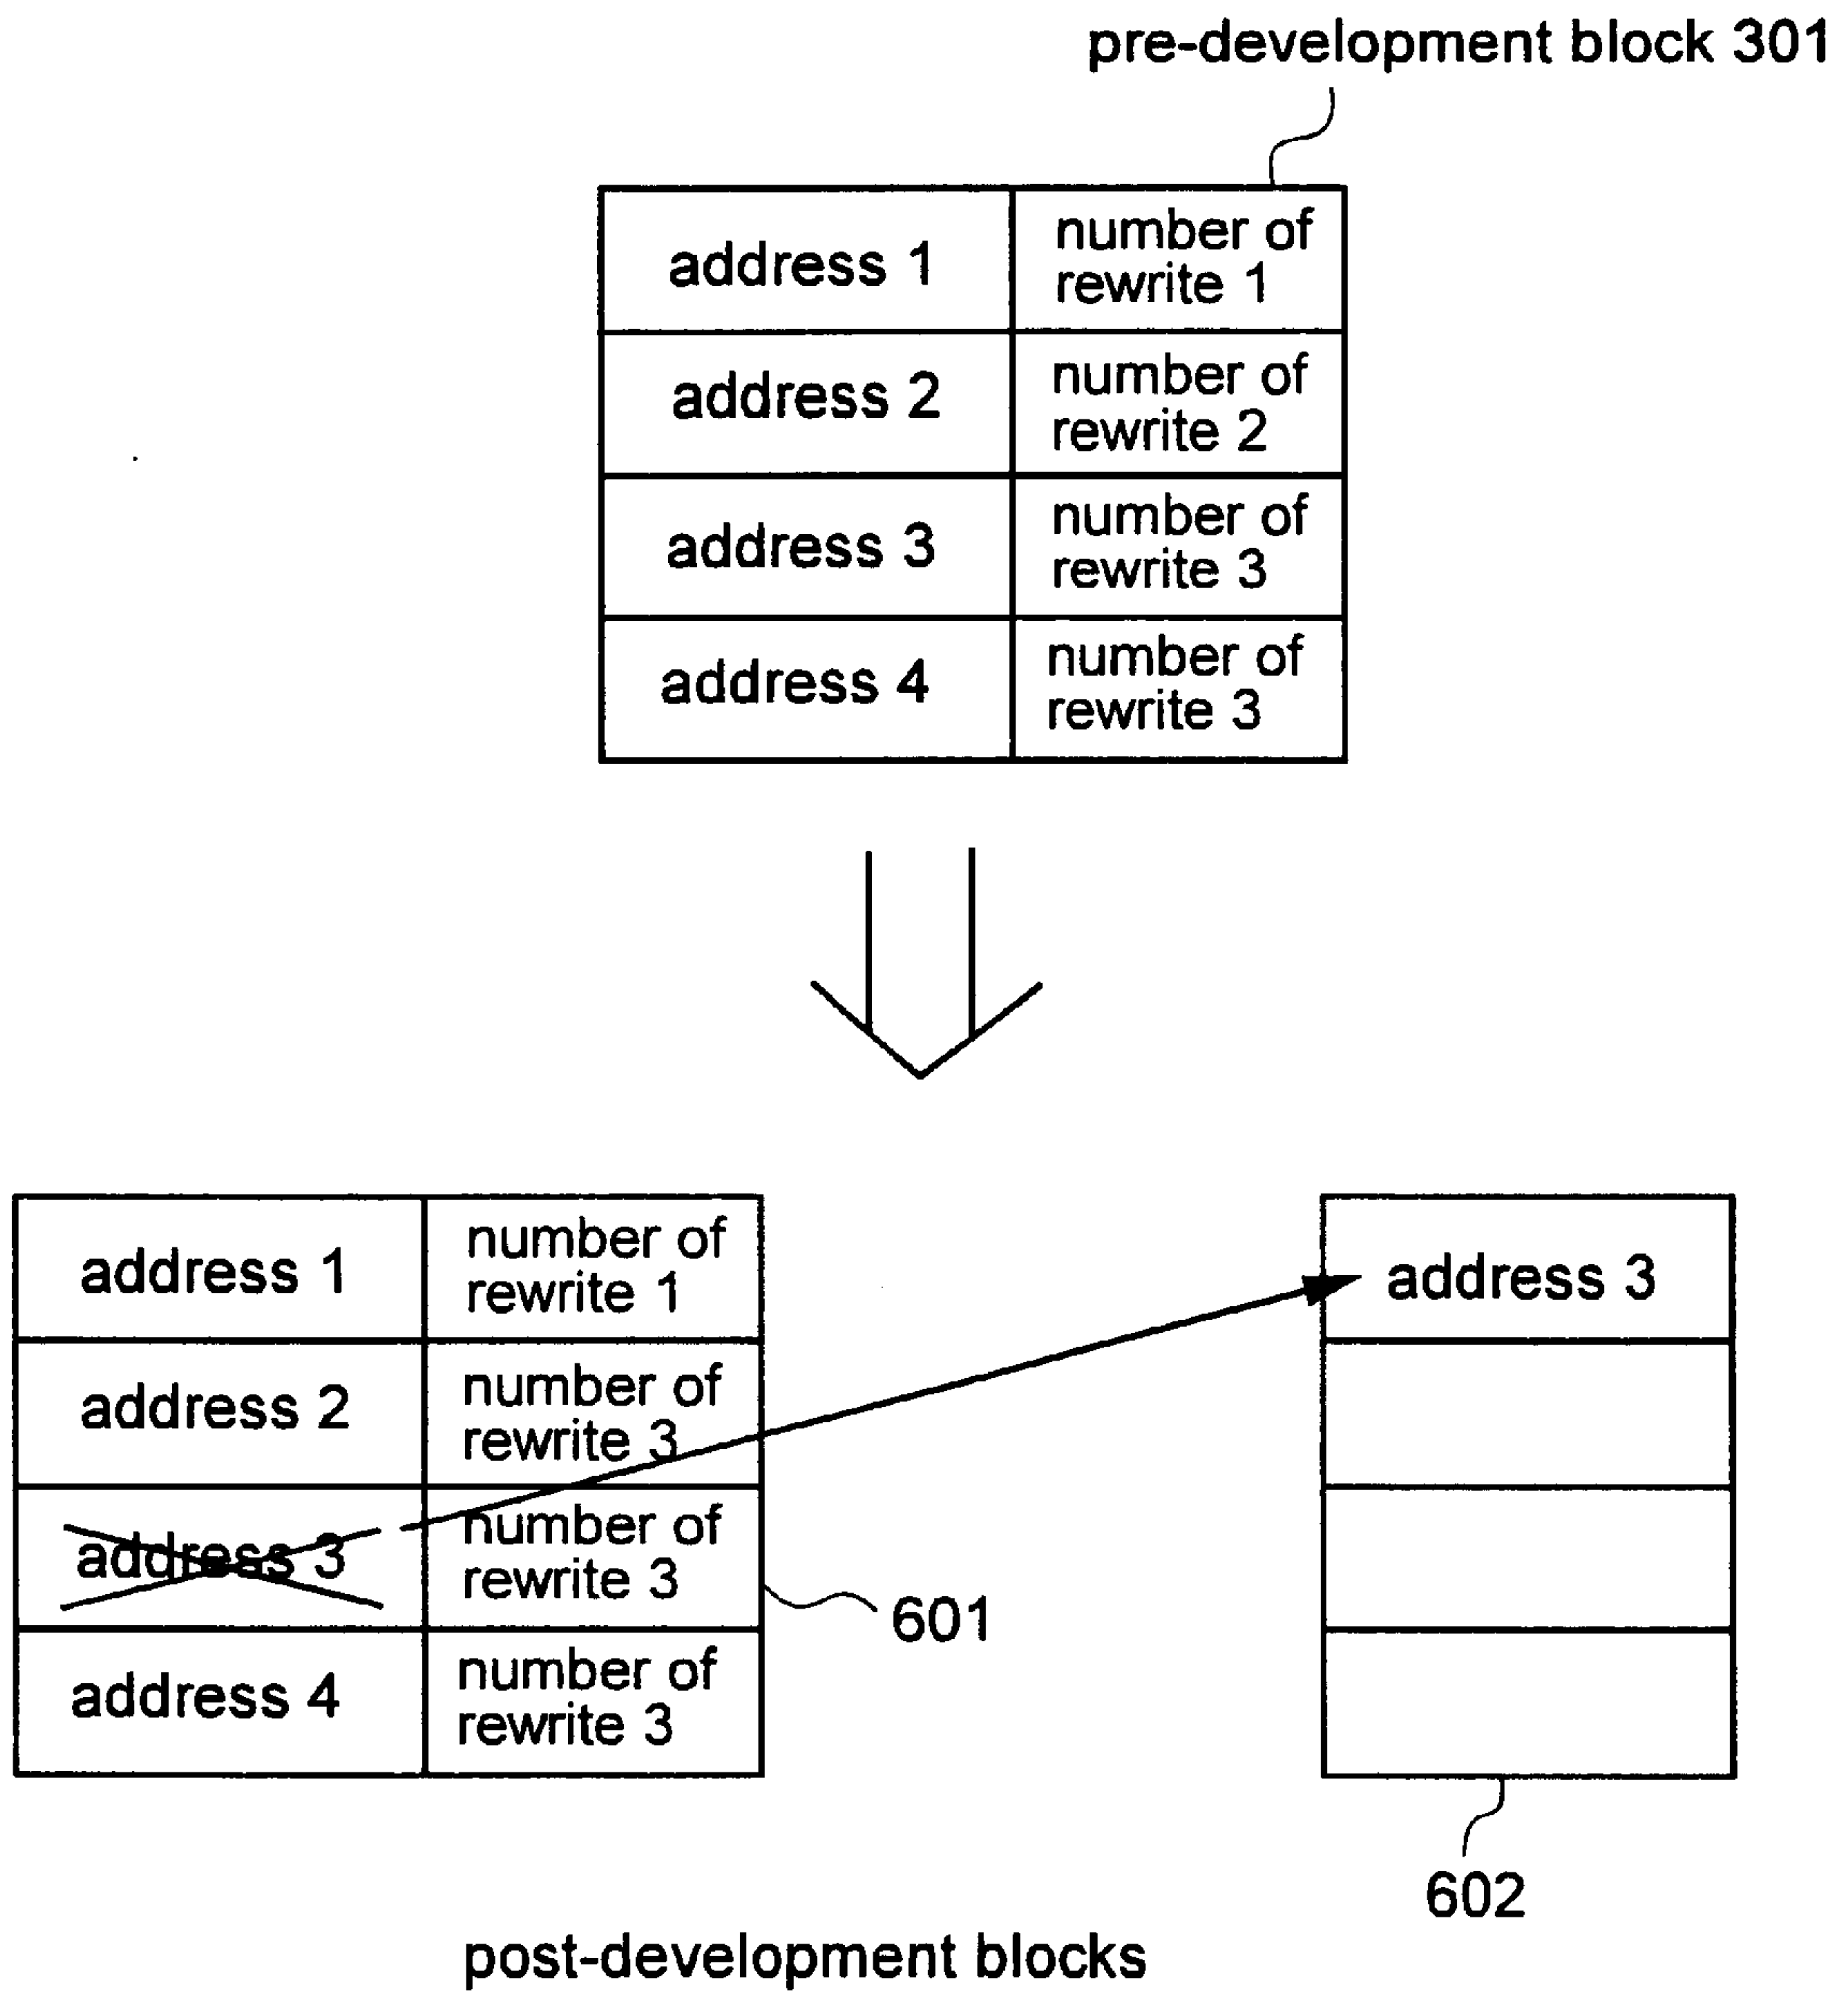 pre-development block 301
address 1
number of
rewrite 1
address 2
number of
rewrite 2
address 3
number of
rewrite 3
address 4
number of
rewrite 3
address 1
number of
rewrite 1
address 2
number of
rewrite 3
address 3
number of
rewrite 3
address 4
number of
rewrite 3
601
address 3
602
post-development blocks